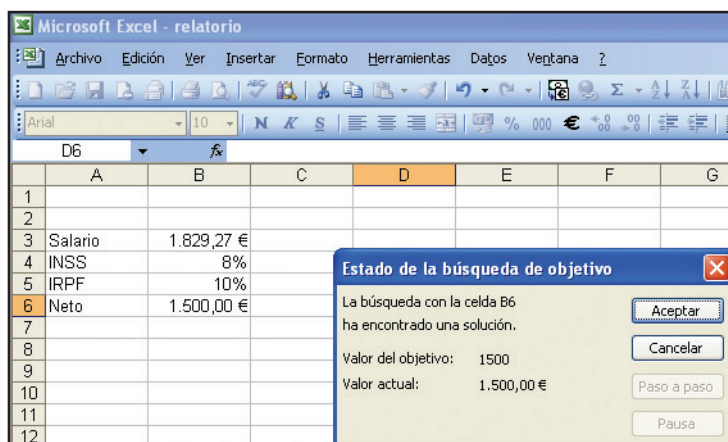 Microsoft Excel - relatorio
Archivo Edición Ver Insertar Formato Herramientas Datos Ventana ?
ABC Σ A Z Z A
Arial 10 N K S % 000 €
D6 fx
A B C D E F G
1
2
3 Salario 1.829,27 €
4 INSS 8%
5 IRPF 10%
6 Neto 1.500,00 €
7
8
9
10
11
12
Estado de la búsqueda de objetivo
La búsqueda con la celda B6
ha encontrado una solución.
Valor del objetivo: 1500
Valor actual: 1.500,00 €
Aceptar
Cancelar
Paso a paso
Pausa